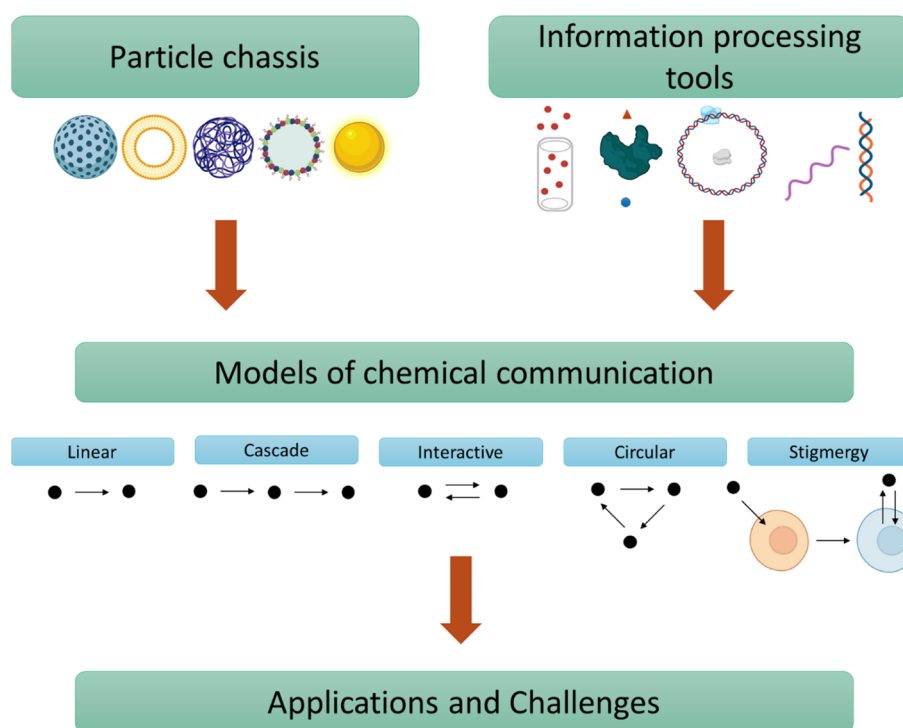 Particle chassis
Information processing
tools
Models of chemical communication
Linear
Cascade
Interactive
Circular
Stigmergy
Applications and Challenges